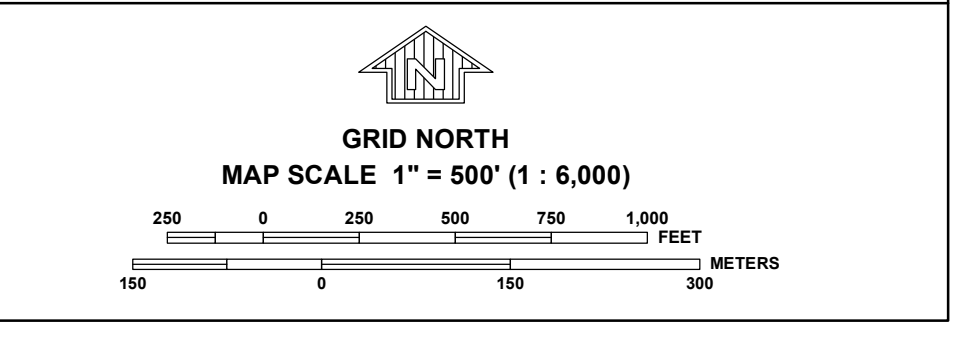 N
GRID NORTH
MAP SCALE 1" = 500' (1 : 6,000)
250 0 250 500 750 1,000
FEET
METERS
150 0 150 300